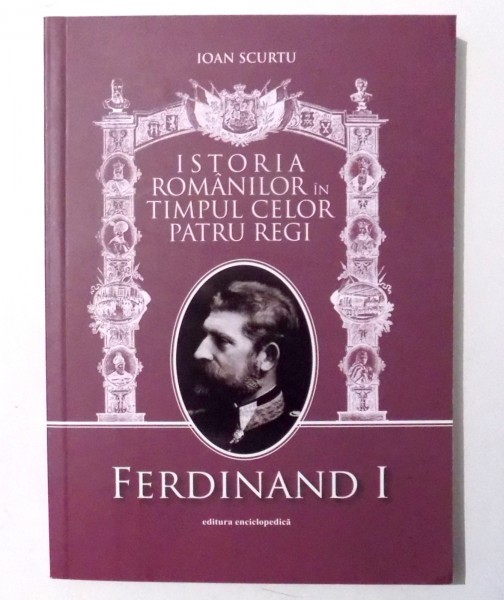 IOAN SCURTU
ISTORIA
ROMÂNILOR ÎN
TIMPUL CELOR
PATRU REGI
FERDINAND I
editura enciclopedică